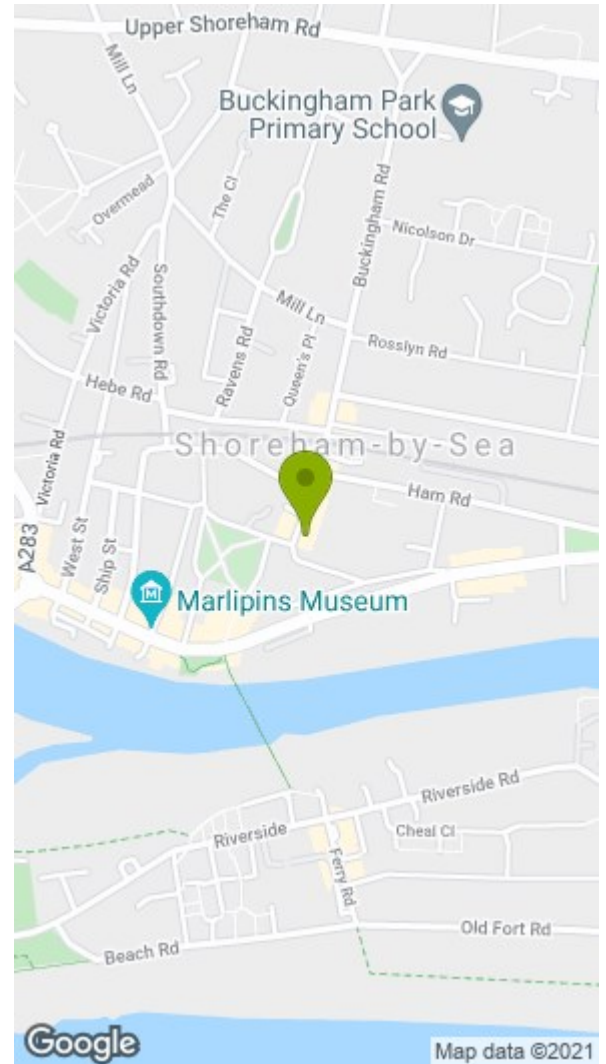 Upper Shoreham Rd
Mill Ln
Buckingham Park
Primary School
Overmead
The Cl
Buckingham Rd
Nicolson Dr
Victoria Rd
Southdown Rd
Mill Ln
Ravens Rd
Queen's Pl
Rosslyn Rd
Hebe Rd
Shoreham-by-Sea
Victoria Rd
Ham Rd
A283
West St
Ship St
Marlipins Museum
Riverside Rd
Riverside
Cheal Cl
Ferry Rd
Old Fort Rd
Beach Rd
Google
Map data ©2021